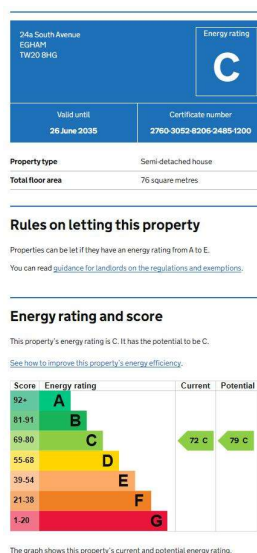 24a South Avenue
EGHAM
TW20 8HG
Energy rating
C
Valid until
26 June 2035
Certificate number
2760-3052-8206-2485-1200
Property type Semi-detached house
Total floor area 76 square metres
Rules on letting this property
Properties can be let if they have an energy rating from A to E.
You can read guidance for landlords on the regulations and exemptions.
Energy rating and score
This property's energy rating is C. It has the potential to be C.
See how to improve this property's energy efficiency.
Score Energy rating Current Potential
92+ A
81-91 B
69-80 C 72 C 79 C
55-68 D
39-54 E
21-38 F
1-20 G
The graph shows this property's current and potential energy rating.